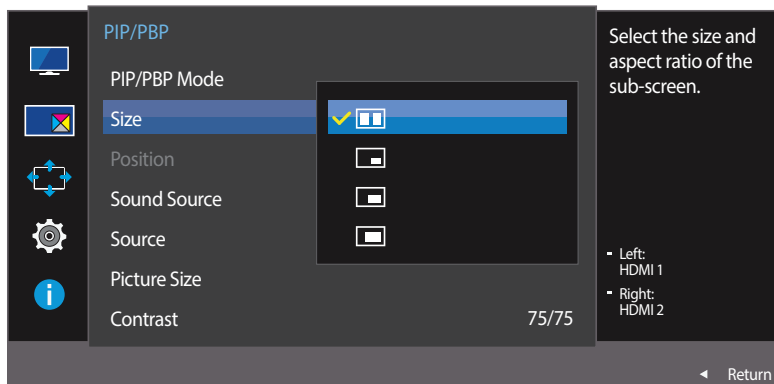 PIP/PBP
PIP/PBP Mode
Size
Position
Sound Source
Source
Picture Size
Contrast 75/75
Select the size and
aspect ratio of the
sub-screen.
- Left:
HDMI 1
- Right:
HDMI 2
Return